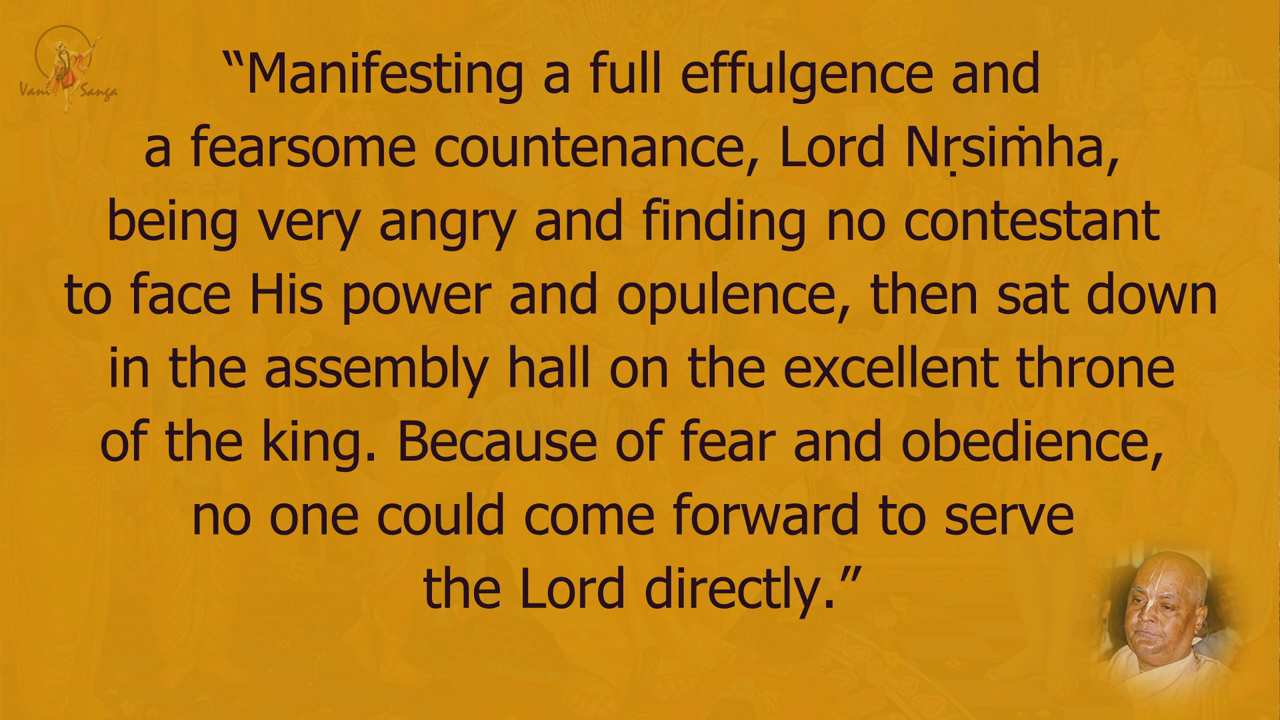 Vani Sanga
“Manifesting a full effulgence and
a fearsome countenance, Lord Nṛsiṁha,
being very angry and finding no contestant
to face His power and opulence, then sat down
in the assembly hall on the excellent throne
of the king. Because of fear and obedience,
no one could come forward to serve
the Lord directly.”